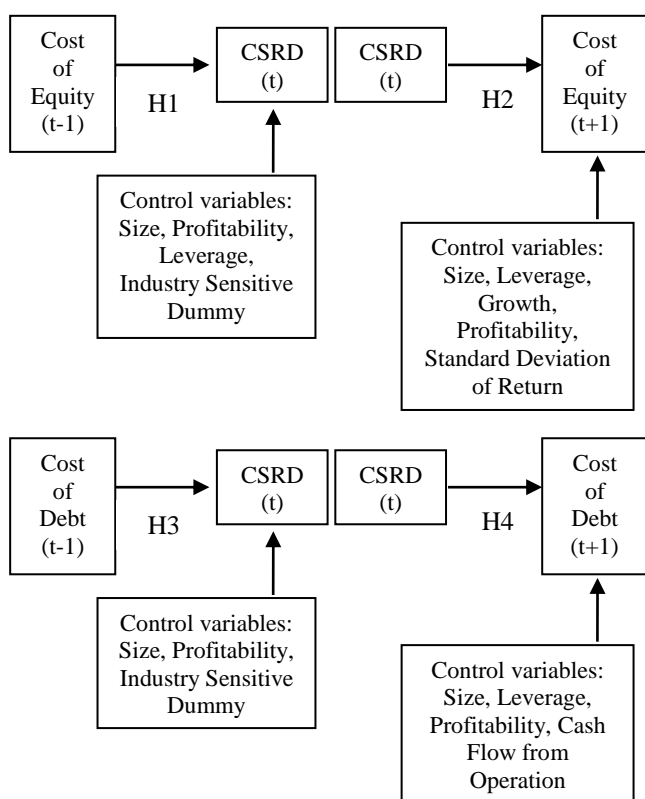 Cost
of
Equity
(t-1)
H1
CSRD
(t)
CSRD
(t)
H2
Cost
of
Equity
(t+1)
Control variables:
Size, Profitability,
Leverage,
Industry Sensitive
Dummy
Control variables:
Size, Leverage,
Growth,
Profitability,
Standard Deviation
of Return
Cost
of
Debt
(t-1)
H3
CSRD
(t)
CSRD
(t)
H4
Cost
of
Debt
(t+1)
Control variables:
Size, Profitability,
Industry Sensitive
Dummy
Control variables:
Size, Leverage,
Profitability, Cash
Flow from
Operation